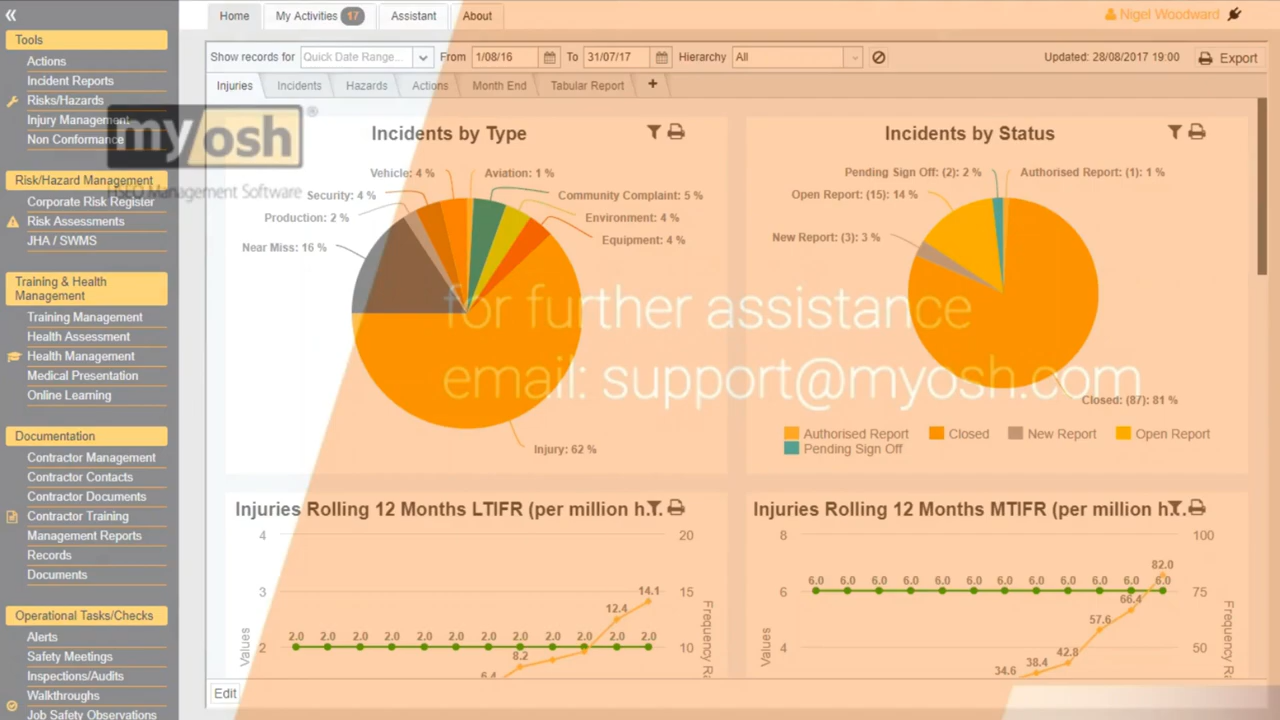 Home
My Activities 17
Assistant
About
Nigel Woodward
Tools
Actions
Incident Reports
Risks/Hazards
Injury Management
Non Conformance
Risk/Hazard Management
Corporate Risk Register
Risk Assessments
JHA / SWMS
Training & Health
Management
Training Management
Health Assessment
Health Management
Medical Presentation
Online Learning
Documentation
Contractor Management
Contractor Contacts
Contractor Documents
Contractor Training
Management Reports
Records
Documents
Operational Tasks/Checks
Alerts
Safety Meetings
Inspections/Audits
Walkthroughs
Job Safety Observations
myosh
HSEQ Management Software
Show records for Quick Date Range... From 1/08/16 To 31/07/17 Hierarchy All
Updated: 28/08/2017 19:00 Export
Injuries Incidents Hazards Actions Month End Tabular Report +
Incidents by Type
Vehicle: 4 %
Aviation: 1 %
Security: 4 %
Community Complaint: 5 %
Production: 2 %
Environment: 4 %
Near Miss: 16 %
Equipment: 4 %
Injury: 62 %
Incidents by Status
Pending Sign Off: (2): 2 %
Authorised Report: (1): 1 %
Open Report: (15): 14 %
New Report: (3): 3 %
Closed: (87): 81 %
Authorised Report Closed New Report Open Report
Pending Sign Off
for further assistance
email: support@myosh.com
Injuries Rolling 12 Months LTIFR (per million h...
4
3
2
Values
20
15
10
Frequency Ra
2.0 2.0 2.0 2.0 2.0 2.0 2.0 2.0 2.0 2.0 2.0 2.0
6.4
8.2
12.4
14.1
Injuries Rolling 12 Months MTIFR (per million h...
8
6
4
Values
100
75
50
Frequency Ra
6.0 6.0 6.0 6.0 6.0 6.0 6.0 6.0 6.0 6.0 6.0 6.0
34.6
38.4
42.8
57.6
66.4
82.0
Edit